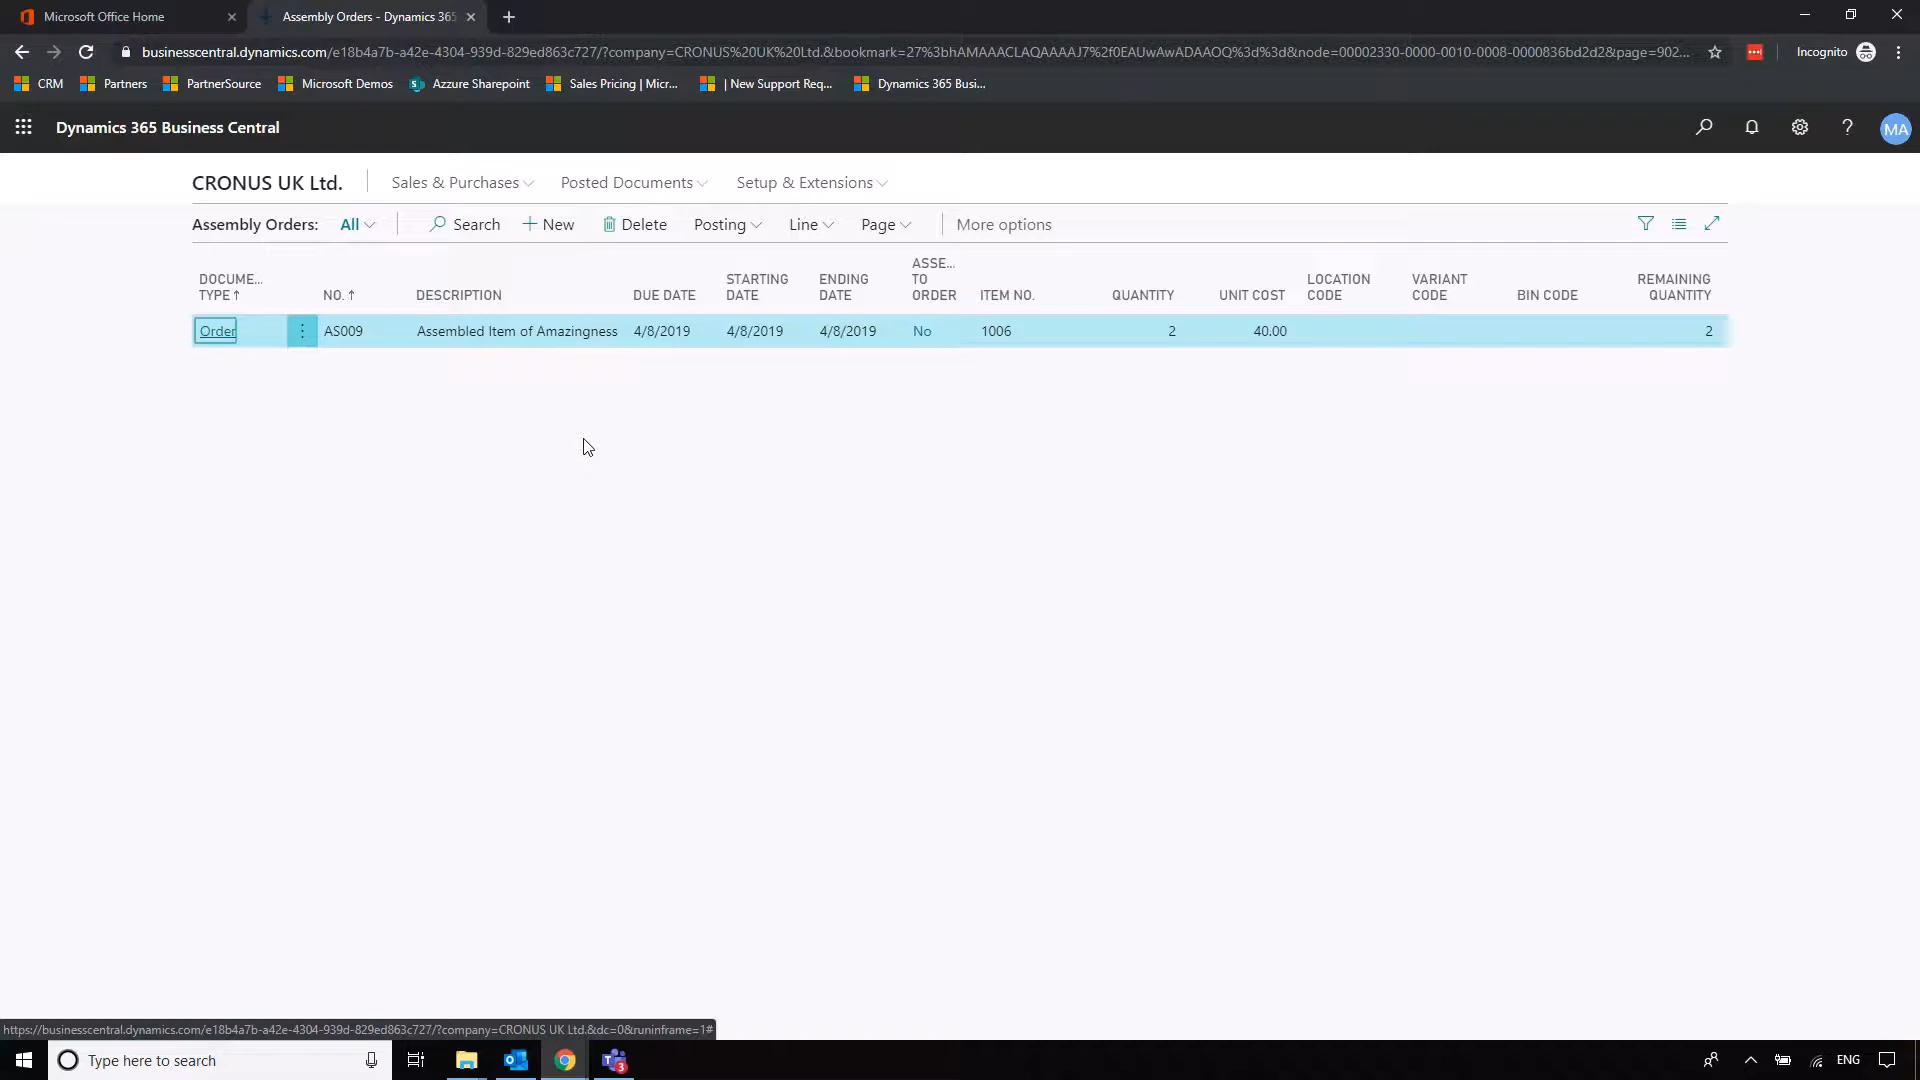 Microsoft Office Home
Assembly Orders - Dynamics 365
businesscentral.dynamics.com/e18b4a7b-a42e-4304-939d-829ed863c727/?company=CRONUS%20UK%20Ltd.&bookmark=27%3bhAMAAACLAQAAAAJ7%2f0EAUwAwADAAOQ%3d%3d&node=00002330-0000-0010-0008-0000836bd2d2&page=902...
Incognito
CRM
Partners
PartnerSource
Microsoft Demos
Azzure Sharepoint
Sales Pricing | Micr...
| New Support Req...
Dynamics 365 Busi...
Dynamics 365 Business Central
?
MA
CRONUS UK Ltd.
Sales & Purchases
Posted Documents
Setup & Extensions
Assembly Orders:
All
Search
New
Delete
Posting
Line
Page
More options
DOCUME... TYPE↑
NO. ↑
DESCRIPTION
DUE DATE
STARTING DATE
ENDING DATE
ASSE... TO ORDER
ITEM NO.
QUANTITY
UNIT COST
LOCATION CODE
VARIANT CODE
BIN CODE
REMAINING QUANTITY
Order
AS009
Assembled Item of Amazingness
4/8/2019
4/8/2019
4/8/2019
No
1006
2
40.00
2
https://businesscentral.dynamics.com/e18b4a7b-a42e-4304-939d-829ed863c727/?company=CRONUS UK Ltd.&dc=0&runinframe=1#
Type here to search
3
ENG